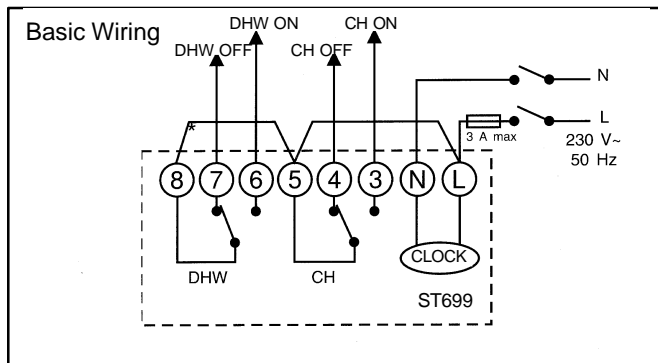 Basic Wiring
DHW ON
CH ON
DHW OFF
CH OFF
N
L
3 A max
230 V~
50 Hz
*
8 7 6 5 4 3 N L
CLOCK
DHW
CH
ST699